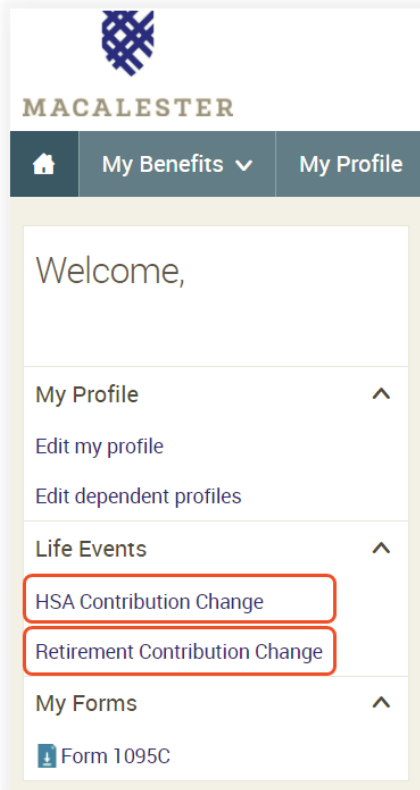 MACALESTER
My Benefits My Profile
Welcome,
My Profile
Edit my profile
Edit dependent profiles
Life Events
HSA Contribution Change
Retirement Contribution Change
My Forms
Form 1095C